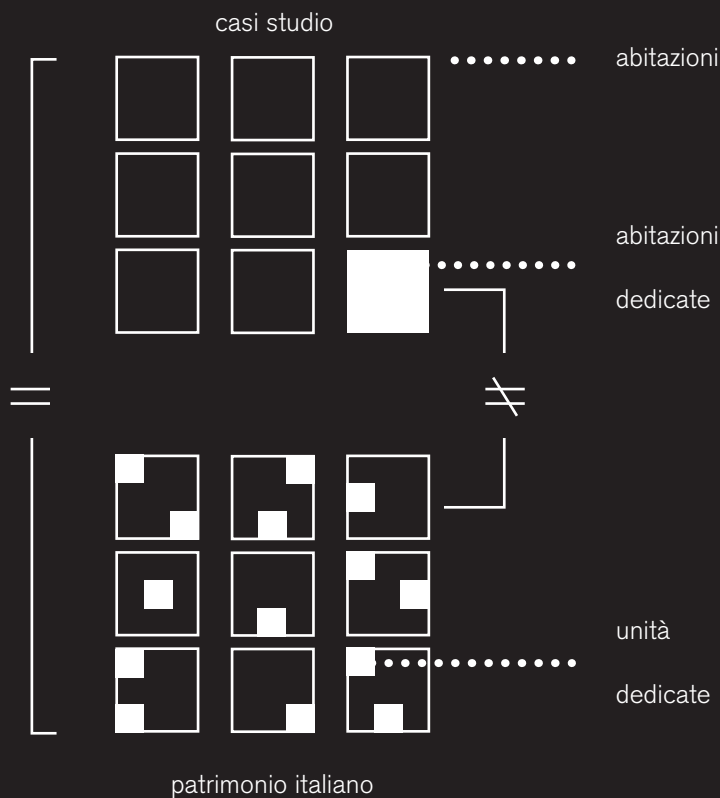 casi studio
abitazioni
abitazioni
dedicate
=
≠
unità
dedicate
patrimonio italiano